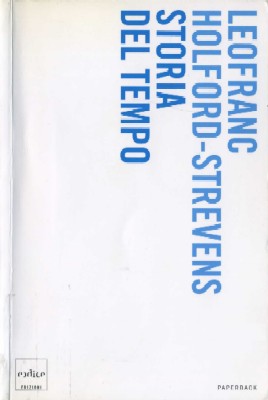 LEOFRANC
HOLFORD-STREVENS
STORIA
DEL TEMPO
codice
EDIZIONI
PAPERBACK